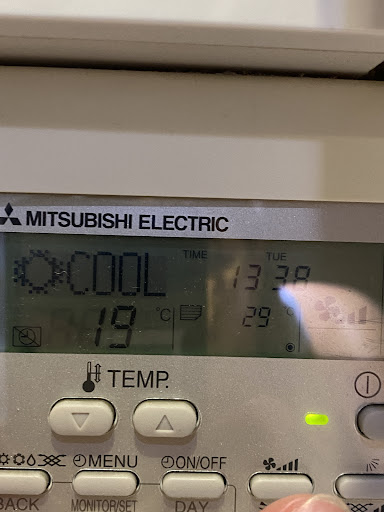 MITSUBISHI ELECTRIC
TIME TUE
COOL 13:38
19 °C 29 °C
TEMP.
MENU ON/OFF
BACK MONITOR/SET DAY